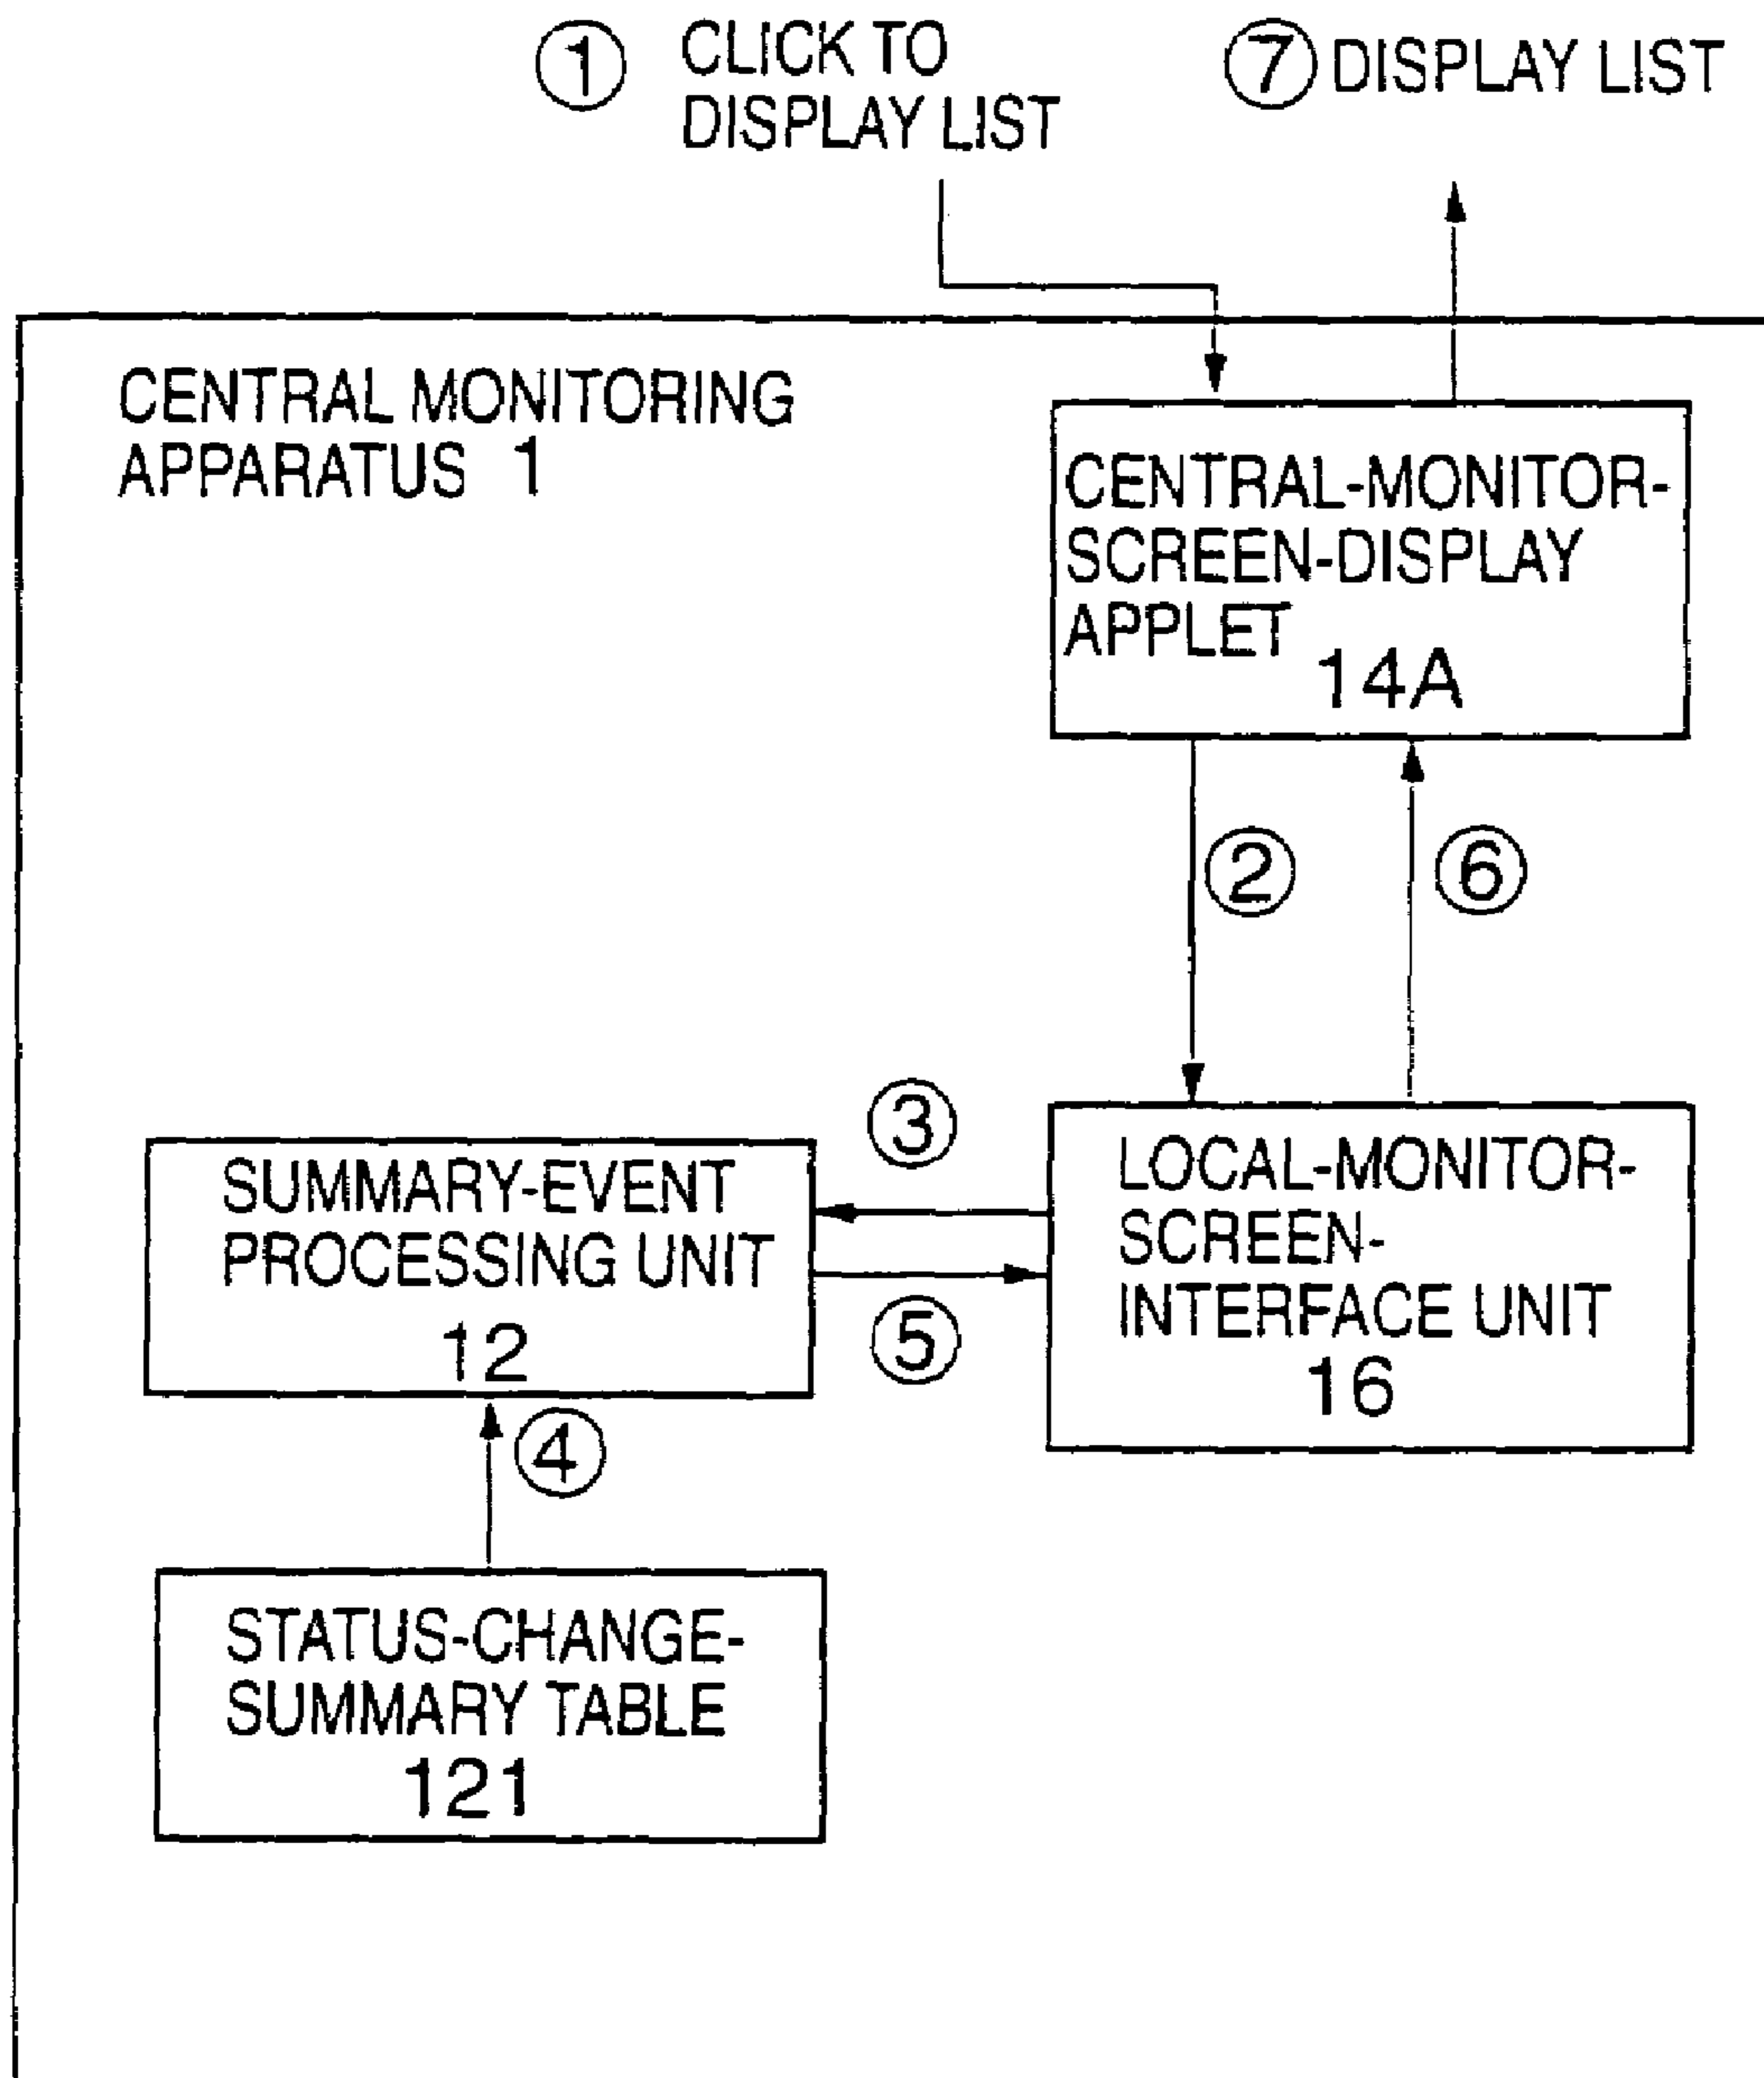 ① CLICK TO
DISPLAY LIST
⑦ DISPLAY LIST
CENTRAL MONITORING
APPARATUS 1
CENTRAL-MONITOR-
SCREEN-DISPLAY
APPLET
14A
②
⑥
③
SUMMARY-EVENT
PROCESSING UNIT
12
⑤
LOCAL-MONITOR-
SCREEN-
INTERFACE UNIT
16
④
STATUS-CHANGE-
SUMMARY TABLE
121